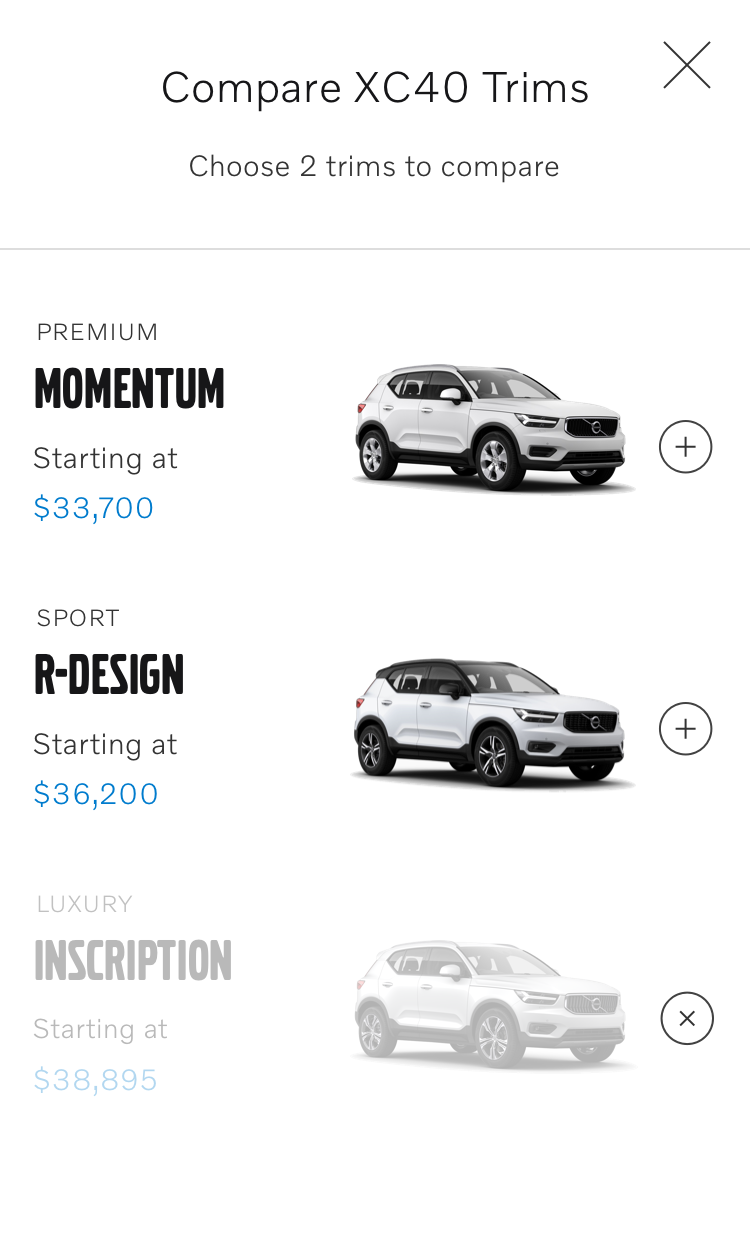 Compare XC40 Trims
Choose 2 trims to compare
PREMIUM
MOMENTUM
Starting at
$33,700
SPORT
R-DESIGN
Starting at
$36,200
LUXURY
INSCRIPTION
Starting at
$38,895